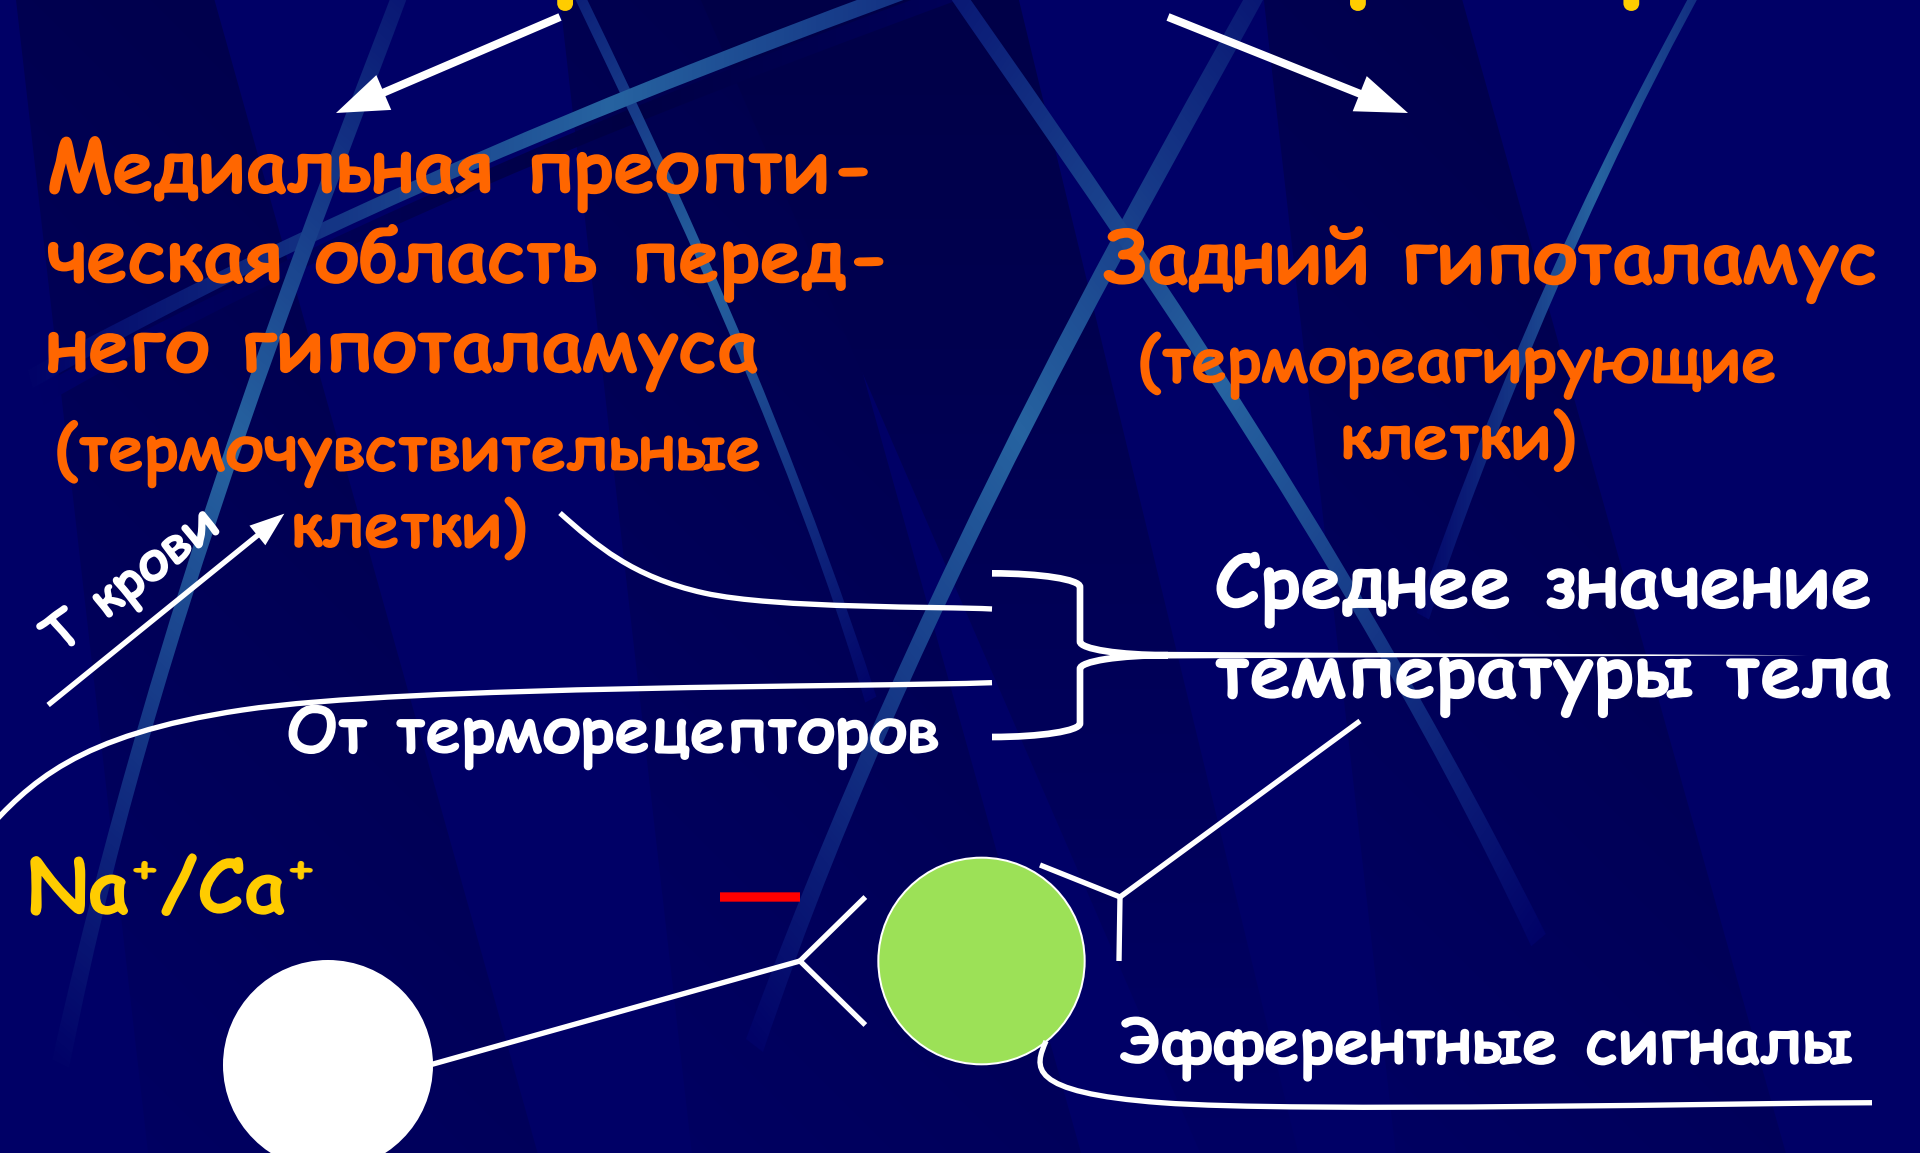 Медиальная преопти-
ческая область перед-
него гипоталамуса
(термочувствительные
клетки)
Задний гипоталамус
(термореагирующие
клетки)
Т крови
Среднее значение
температуры тела
От терморецепторов
Na⁺/Ca⁺
Эфферентные сигналы